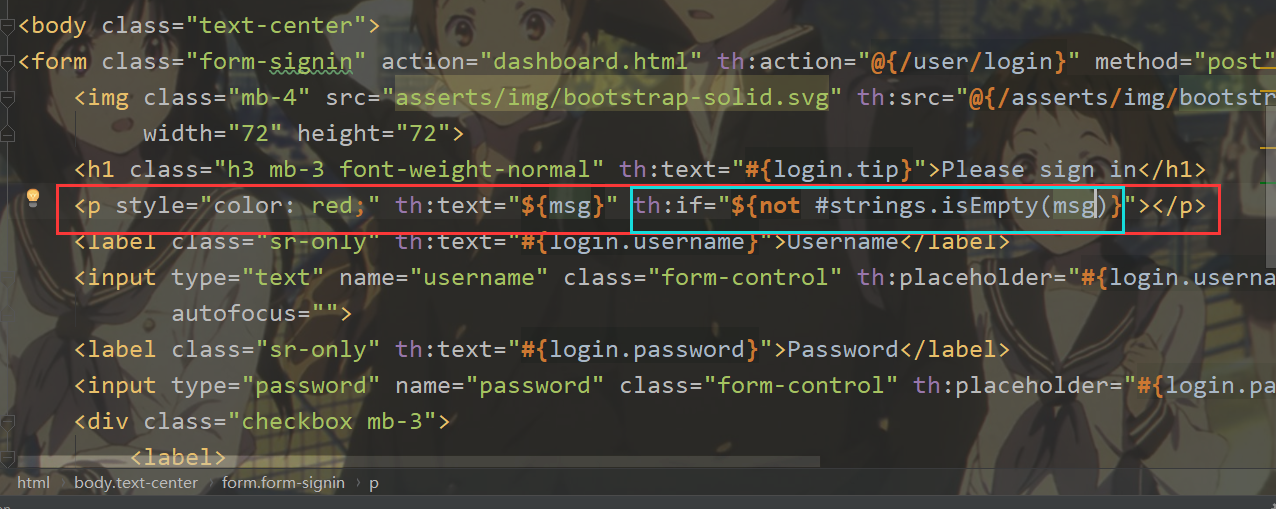 <body class="text-center">
<form class="form-signin" action="dashboard.html" th:action="@{/user/login}" method="post"
<img class="mb-4" src="asserts/img/bootstrap-solid.svg" th:src="@{/asserts/img/bootstr
width="72" height="72">
<h1 class="h3 mb-3 font-weight-normal" th:text="#{login.tip}">Please sign in</h1>
<p style="color: red;" th:text="${msg}" th:if="${not #strings.isEmpty(msg)}"></p>
<label class="sr-only" th:text="#{login.username}">Username</label>
<input type="text" name="username" class="form-control" th:placeholder="#{login.userna
autofocus="">
<label class="sr-only" th:text="#{login.password}">Password</label>
<input type="password" name="password" class="form-control" th:placeholder="#{login.pa
<div class="checkbox mb-3">
<label>
html › body.text-center › form.form-signin › p